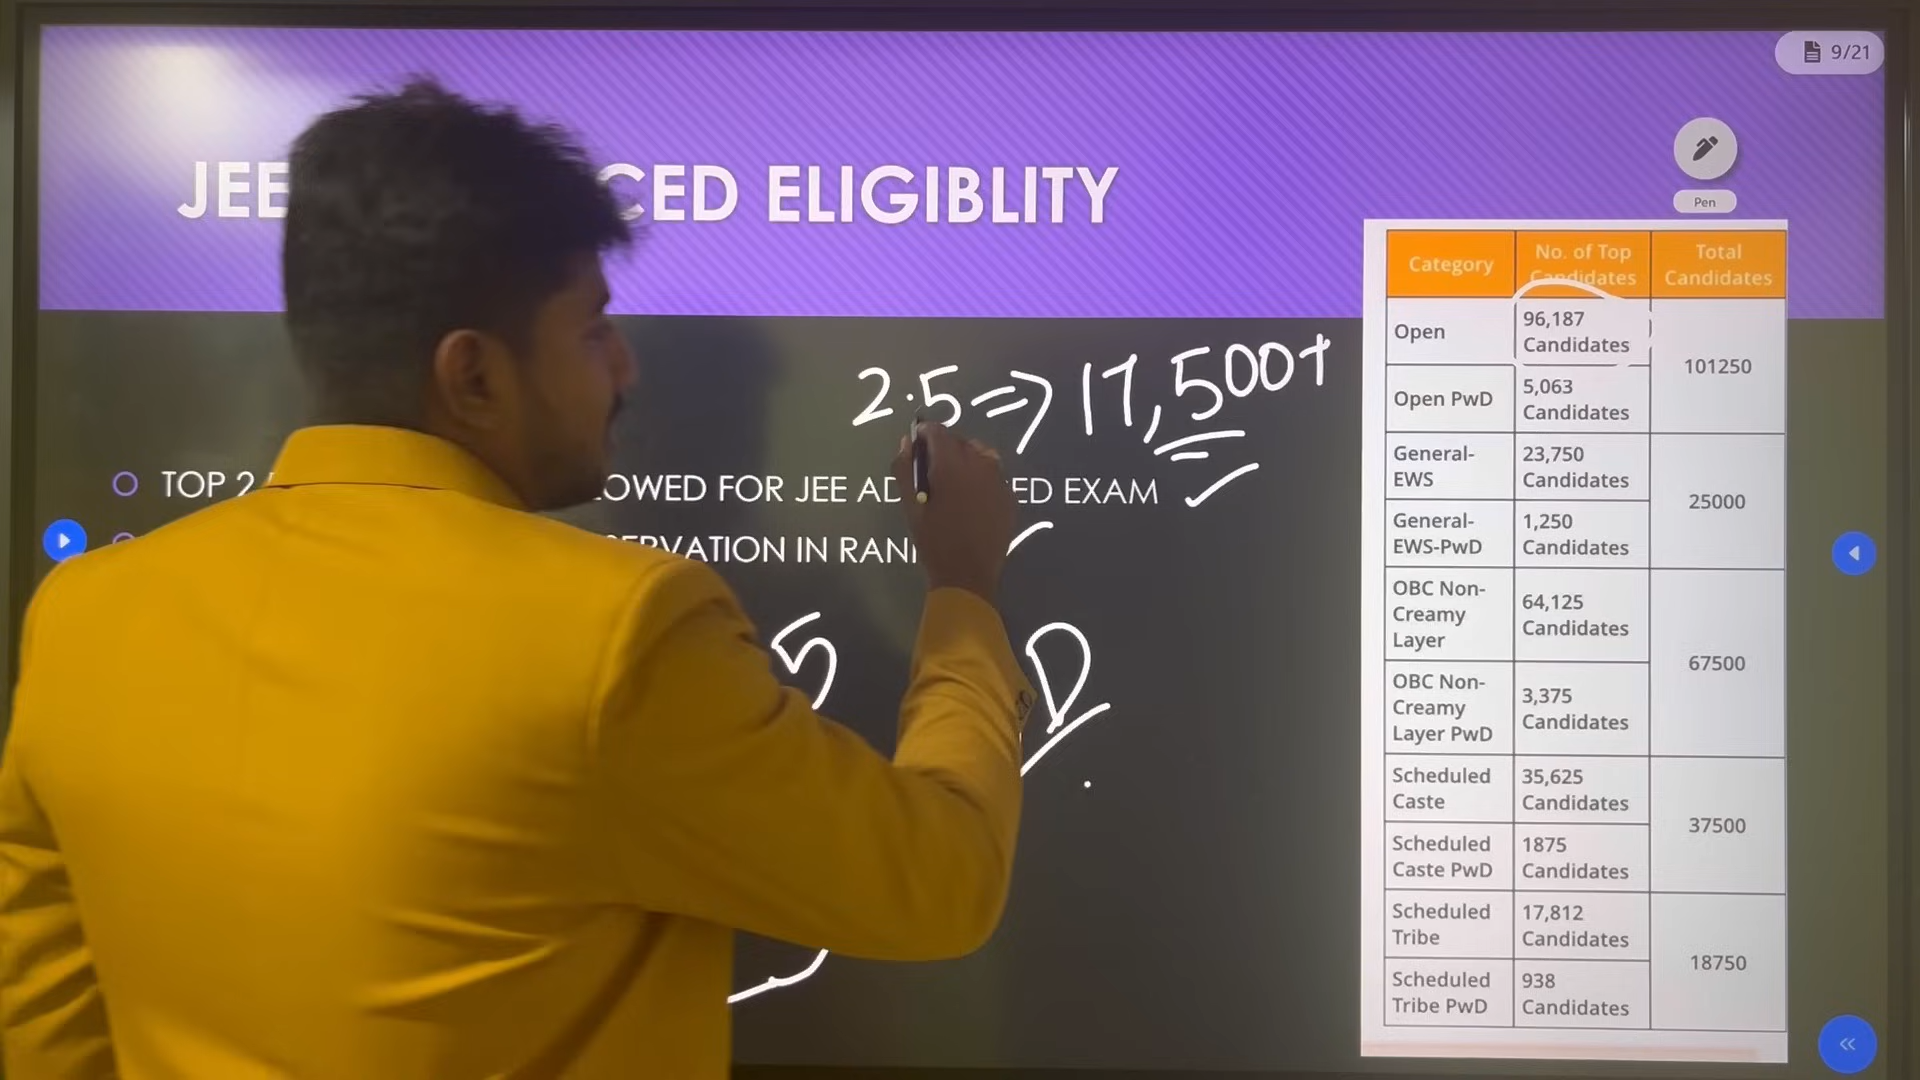 9/21
Pen
JEE CED ELIGIBLITY
2.5 => 17,500+
TOP 2 LOWED FOR JEE AD ED EXAM
SERVATION IN RAN
5
D
Category No. of Top Candidates Total Candidates
Open 96,187 Candidates 101250
Open PwD 5,063 Candidates
General-EWS 23,750 Candidates 25000
General-EWS-PwD 1,250 Candidates
OBC Non-Creamy Layer 64,125 Candidates 67500
OBC Non-Creamy Layer PwD 3,375 Candidates
Scheduled Caste 35,625 Candidates 37500
Scheduled Caste PwD 1875 Candidates
Scheduled Tribe 17,812 Candidates 18750
Scheduled Tribe PwD 938 Candidates